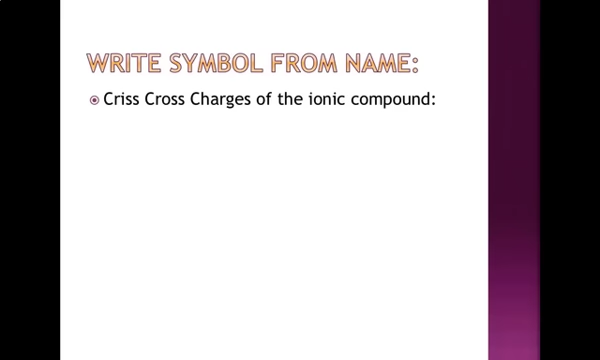 WRITE SYMBOL FROM NAME:
Criss Cross Charges of the ionic compound: